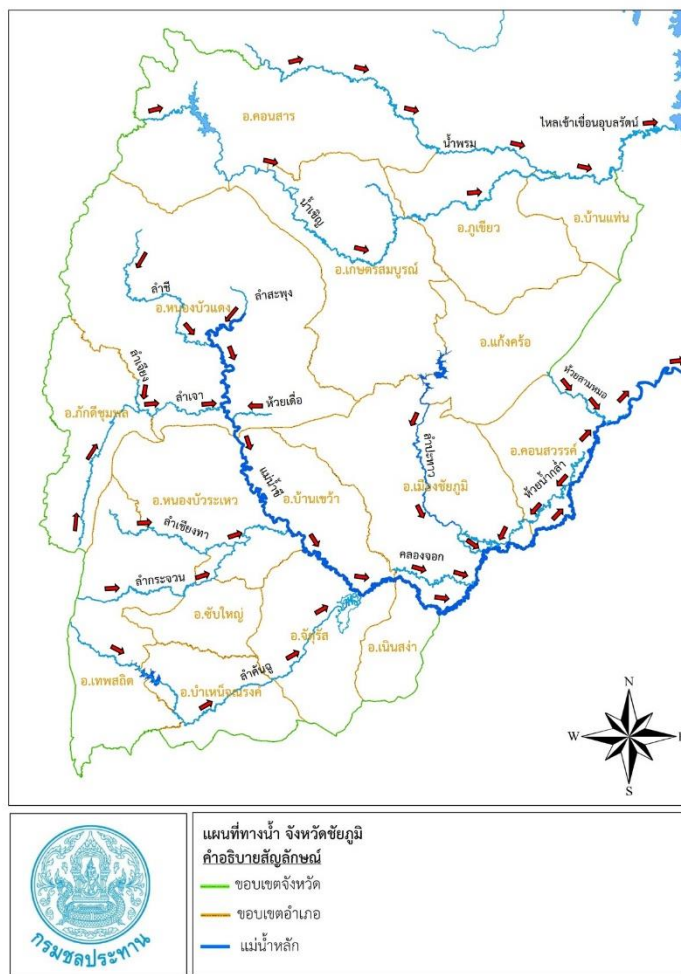 อ.คอนสาร
ไหลเข้าเขื่อนอุบลรัตน์
น้ำพรม
น้ำเชิญ
อ.ภูเขียว
อ.บ้านแท่น
อ.เกษตรสมบูรณ์
ลำชี
ลำสะพุง
อ.หนองบัวแดง
อ.แก้งคร้อ
ลำเจียง
ลำเจา
ห้วยเดื่อ
ห้วยสามหมอ
อ.ภักดีชุมพล
ลำปะทาว
อ.คอนสวรรค์
แม่น้ำชี
อ.บ้านเขว้า
อ.เมืองชัยภูมิ
ห้วยน้ำกล่ำ
อ.หนองบัวระเหว
ลำเชียงทา
คลองจอก
ลำกระจวน
อ.ซับใหญ่
อ.จัตุรัส
อ.เนินสง่า
ลำคันฉู
อ.เทพสถิต
อ.บำเหน็จณรงค์
N
W
E
S
แผนที่ทางน้ำ จังหวัดชัยภูมิ
คำอธิบายสัญลักษณ์
ขอบเขตจังหวัด
ขอบเขตอำเภอ
แม่น้ำหลัก
กรมชลประทาน